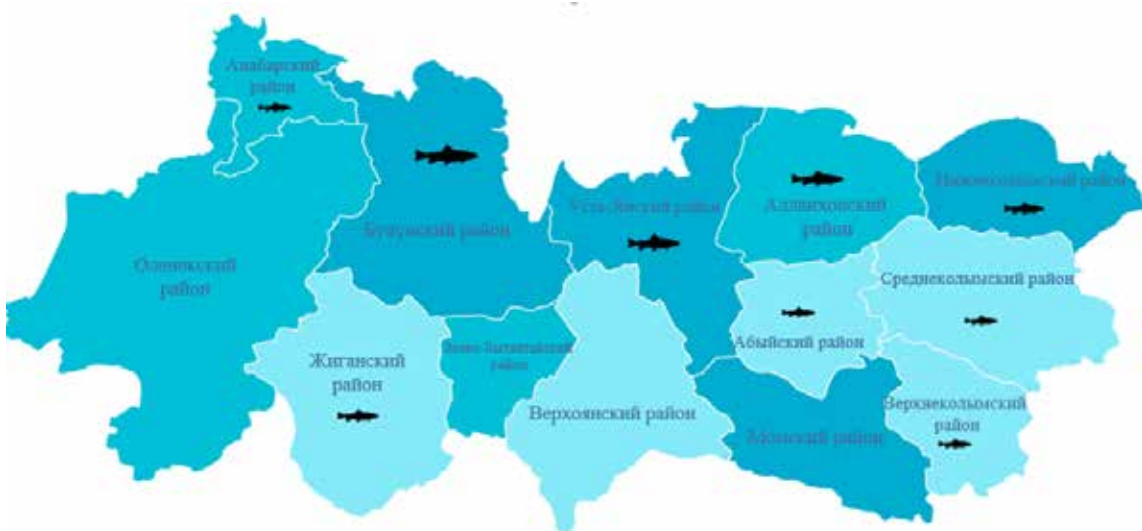 Анабарский
район
Булунский район
Усть-Янский район
Аллаиховский
район
Нижнеколымский район
Оленекский
район
Среднеколымский район
Абыйский район
Жиганский
район
район
Верхоянский район
Момский район
Верхнеколымский
район